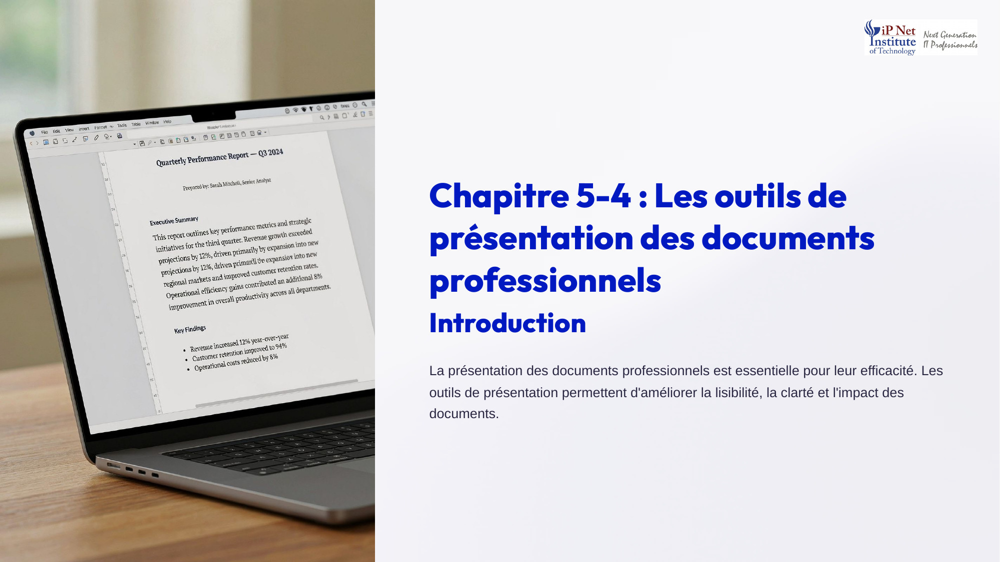 iP Net
Institute
of Technology
Next Generation
IT Professionnels
File Edit View Insert Format Tools Table Window Help
Quarterly Performance Report — Q3 2024
Prepared by: Sarah Mitchell, Senior Analyst
Executive Summary
This report outlines key performance metrics and strategic
initiatives for the third quarter. Revenue growth exceeded
projections by 12%, driven primarily by expansion into new
projections by 12%, driven expansion into new
regional markets and improved customer retention rates.
Operational efficiency gains contributed an additional 8%
improvement in overall productivity across all departments.
Key Findings
• Revenue increased 12% year-over-year
• Customer retention improved to 94%
• Operational costs reduced by 8%
Chapitre 5-4 : Les outils de
présentation des documents
professionnels
Introduction
La présentation des documents professionnels est essentielle pour leur efficacité. Les
outils de présentation permettent d'améliorer la lisibilité, la clarté et l'impact des
documents.